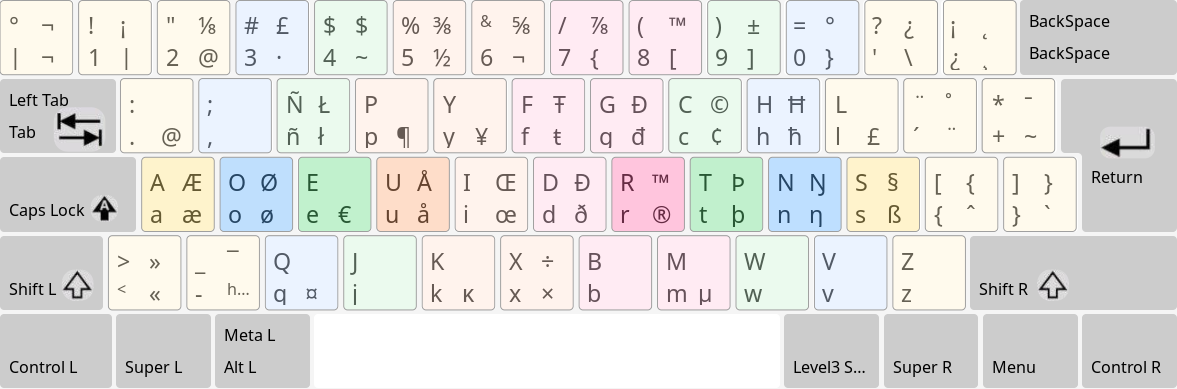 ° ¬ ! ¡ " ⅛ # £ $ $ % ⅜ & ⅝ / ⅞ ( ™ ) ± = ° ? ¿ ¡ ˛ BackSpace
| ¬ 1 | 2 @ 3 · 4 ~ 5 ½ 6 ¬ 7 { 8 [ 9 ] 0 } ' \ ¿ BackSpace
Left Tab : ; Ñ Ł P Y F Ŧ G Ð C © H Ħ L ¨ ° * ¯
Tab . @ , ñ ł p ¶ y ¥ f ŧ g đ c ¢ h ħ l £ ´ ¨ + ~
A Æ O Ø E U Å I Œ D Ð R ™ T Þ N Ŋ S § [ { ] } Return
Caps Lock a æ o ø e € u å i œ d ð r ® t þ n ŋ s ß { ^ } `
> » _ ¯ Q J K X ÷ B M W V Z
Shift L < « - h... q ¤ j k ĸ x × b m µ w v z Shift R
Meta L
Control L Super L Alt L Level3 S... Super R Menu Control R